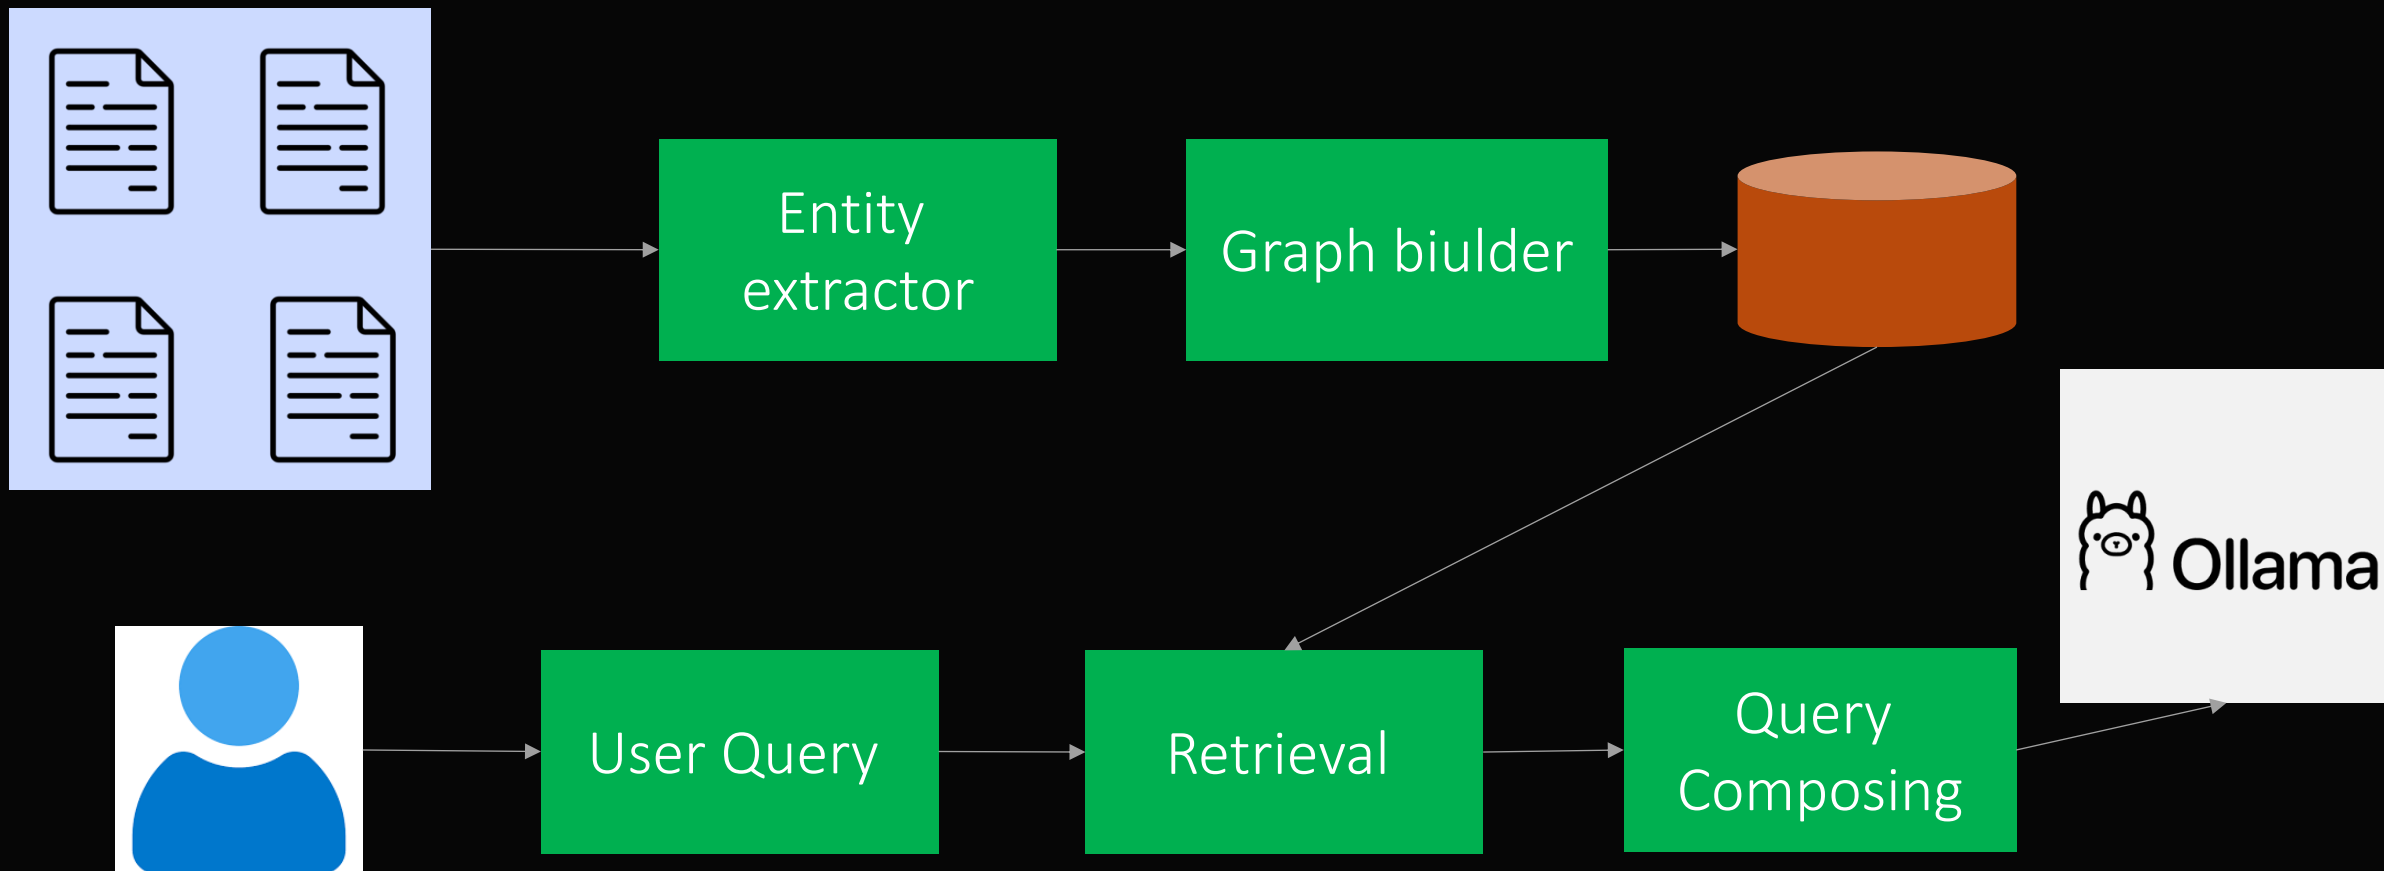 Entity
extractor
Graph biulder
Ollama
User Query
Retrieval
Query
Composing